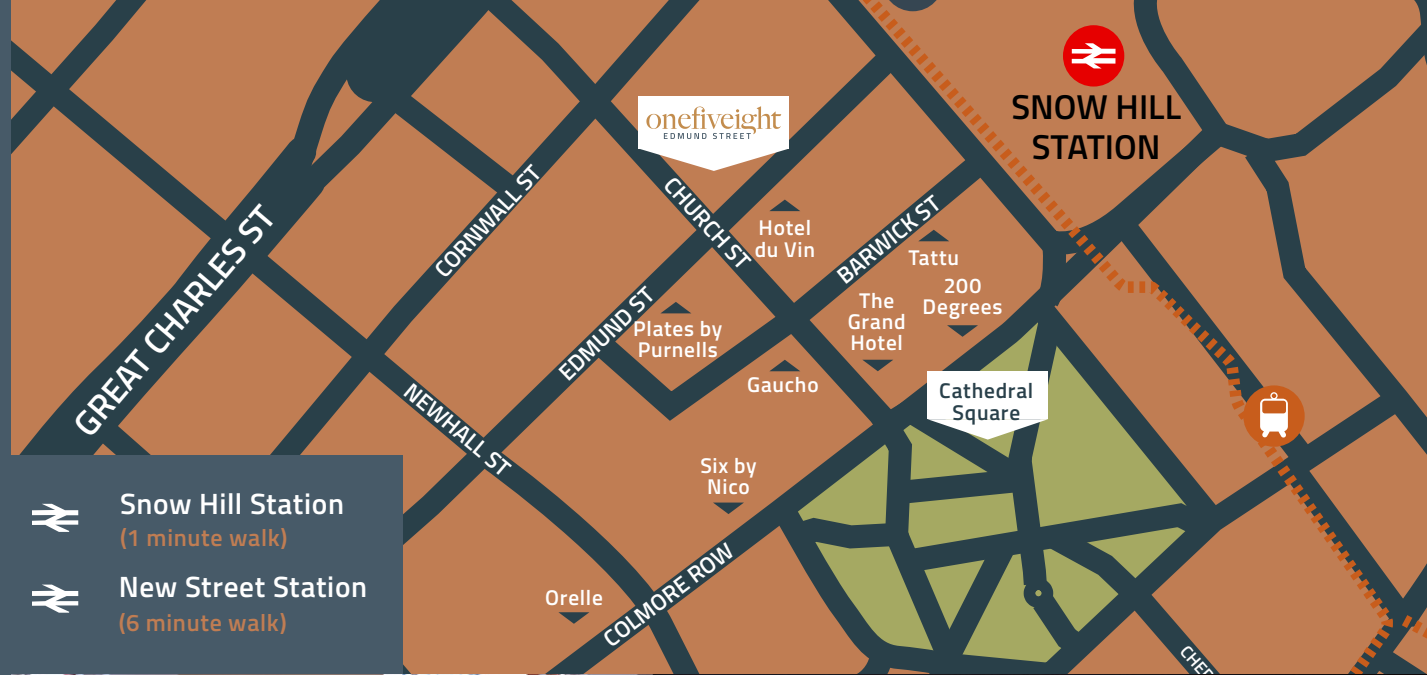 SNOW HILL
STATION
onefiveight
EDMUND STREET
CORNWALL ST
CHURCH ST
BARWICK ST
Hotel
du Vin
Tattu
200
Degrees
GREAT CHARLES ST
EDMUND ST
Plates by
Purnells
The
Grand
Hotel
Gaucho
Cathedral
Square
NEWHALL ST
Six by
Nico
Orelle
COLMORE ROW
Snow Hill Station
(1 minute walk)
New Street Station
(6 minute walk)